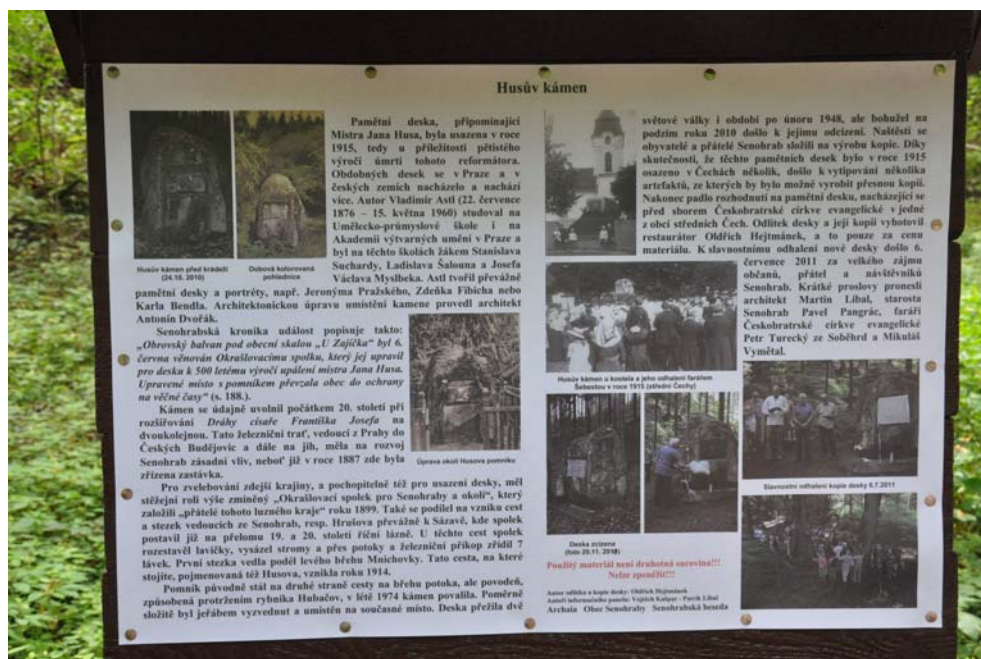 Husův kámen
Pamětní deska, připomínající
Mistra Jana Husa, byla usazena v roce
1915, tedy u příležitosti pětistého
výročí úmrtí tohoto reformátora.
Obdobných desek se v Praze a v
českých zemích nacházelo a nachází
více. Autor Vladimír Astl (22. července
1876 – 15. května 1960) studoval na
Umělecko-průmyslové škole i na
Akademii výtvarných umění v Praze a
byl na těchto školách žákem Stanislava
Suchardy, Ladislava Šalouna a Josefa
Václava Myslbeka. Astl tvořil převážně
pamětní desky a portréty, např. Jeronýma Pražského, Zdeňka Fibicha nebo
Karla Bendla. Architektonickou úpravu umístění kamene provedl architekt
Antonín Dvořák.
Husův kámen před krádeží
(24.10. 2010)
Dobová kolorovaná
pohlednice
Senohrabská kronika událost popisuje takto:
„Obrovský balvan pod obecní skalou „U Zajíčka“ byl 6.
června věnován Okrašlovacímu spolku, který jej upravil
pro desku k 500 letému výročí upálení mistra Jana Husa.
Upravené místo s pomníkem převzala obec do ochrany
na věčné časy“ (s. 188.).
Kámen se údajně uvolnil počátkem 20. století při
rozšiřování Dráhy císaře Františka Josefa na
dvoukolejnou. Tato železniční trať, vedoucí z Prahy do
Českých Budějovic a dále na jih, měla na rozvoj
Senohrab zásadní vliv, neboť již v roce 1887 zde byla
zřízena zastávka.
Úprava okolí Husova pomníku
Pro zvelebování zdejší krajiny, a pochopitelně též pro usazení desky, měl
stěžejní roli výše zmíněný „Okrašlovací spolek pro Senohraby a okolí“, který
založili „přátelé tohoto luzného kraje“ roku 1899. Také se podílel na vzniku cest
a stezek vedoucích ze Senohrab, resp. Hrušova převážně k Sázavě, kde spolek
postavil již na přelomu 19. a 20. století říční lázně. U těchto cest spolek
rozestavěl lavičky, vysázel stromy a přes potoky a železniční příkop zřídil 7
lávek. První stezka vedla podél levého břehu Mnichovky. Tato cesta, na které
stojíte, pojmenovaná též Husova, vznikla roku 1914.
Pomník původně stál na druhé straně cesty na břehu potoka, ale povodeň,
způsobená protržením rybníka Hubačov, v létě 1974 kámen povalila. Poměrně
složitě byl jeřábem vyzvednut a umístěn na současné místo. Deska přežila dvě
světové války i období po únoru 1948, ale bohužel na
podzim roku 2010 došlo k jejímu odcizení. Naštěstí se
obyvatelé a přátelé Senohrab složili na výrobu kopie. Díky
skutečnosti, že těchto pamětních desek bylo v roce 1915
osazeno v Čechách několik, došlo k vytipování několika
artefaktů, ze kterých by bylo možné vyrobit přesnou kopii.
Nakonec padlo rozhodnutí na pamětní desku, nacházející se
před sborem Českobratrské církve evangelické v jedné
z obcí středních Čech. Odlitek desky a její kopii vyhotovil
restaurátor Oldřich Hejtmánek, a to pouze za cenu
materiálu. K slavnostnímu odhalení nové desky došlo 6.
července 2011 za velkého zájmu
občanů, přátel a návštěvníků
Senohrab. Krátké proslovy pronesli
architekt Martin Líbal, starosta
Senohrab Pavel Pangrác, faráři
Českobratrské církve evangelické
Petr Turecký ze Soběhrd a Mikuláš
Vymětal.
Husův kámen u kostela a jeho odhalení farářem
Šebestou v roce 1915 (střední Čechy)
Slavnostní odhalení kopie desky 6.7.2011
Deska zcizena
(foto 20.11. 2010)
Použitý materiál není druhotná surovina!!!
Nelze zpeněžit!!!
Autor odlitku a kopie desky: Oldřich Hejtmánek
Autoři informačního panelu: Vojtěch Kašpar - Patrik Líbal
Archaia Obec Senohraby Senohrabská beseda